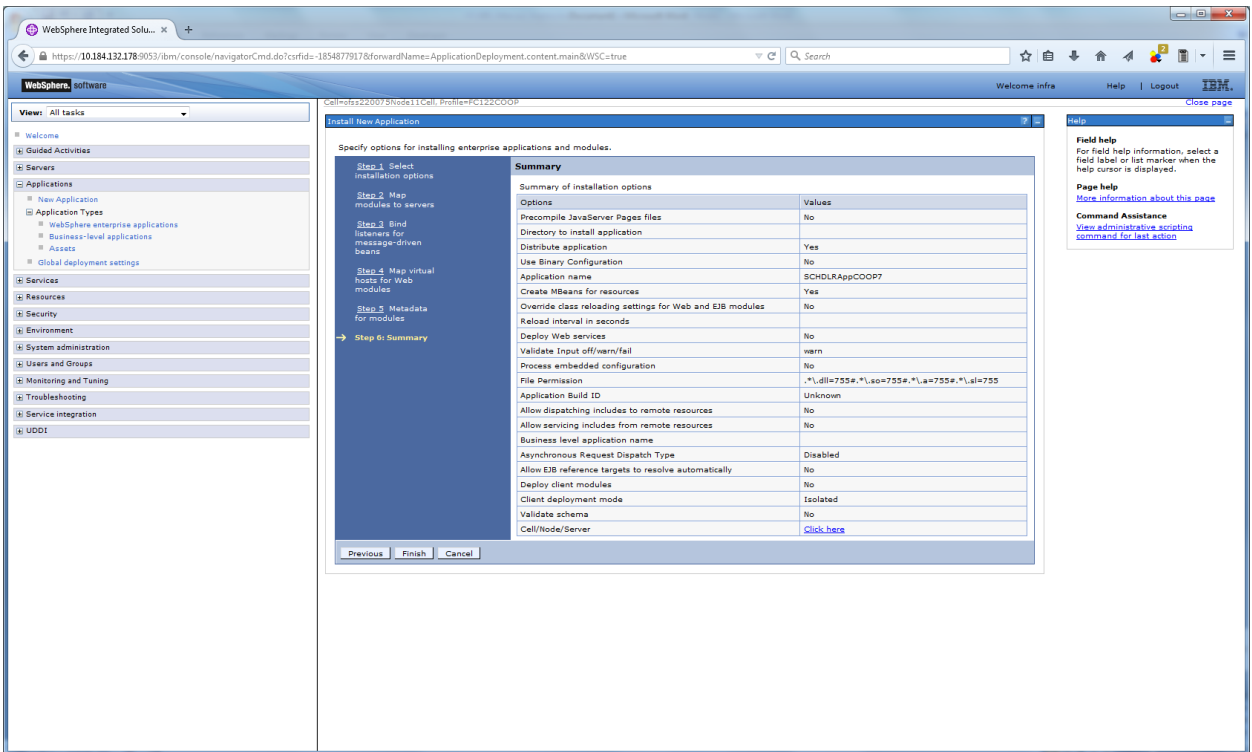 WebSphere Integrated Solu... × +
https://10.184.132.178:9053/ibm/console/navigatorCmd.do?csrfid=-1854877917&forwardName=ApplicationDeployment.content.main&WSC=true
Search
2
WebSphere. software
Welcome infra
Help | Logout
IBM.
View: All tasks
Welcome
Guided Activities
Servers
Applications
New Application
Application Types
WebSphere enterprise applications
Business-level applications
Assets
Global deployment settings
Services
Resources
Security
Environment
System administration
Users and Groups
Monitoring and Tuning
Troubleshooting
Service integration
UDDI
Cell=ofss220075Node11Cell, Profile=FC122COOP
Close page
Install New Application
? -
Specify options for installing enterprise applications and modules.
Step 1 Select
installation options
Step 2 Map
modules to servers
Step 3 Bind
listeners for
message-driven
beans
Step 4 Map virtual
hosts for Web
modules
Step 5 Metadata
for modules
Step 6: Summary
Summary
Summary of installation options
Options Values
Precompile JavaServer Pages files No
Directory to install application
Distribute application Yes
Use Binary Configuration No
Application name SCHDLRAppCOOP7
Create MBeans for resources Yes
Override class reloading settings for Web and EJB modules No
Reload interval in seconds
Deploy Web services No
Validate Input off/warn/fail warn
Process embedded configuration No
File Permission .*\.dll=755#.*\.so=755#.*\.a=755#.*\.sl=755
Application Build ID Unknown
Allow dispatching includes to remote resources No
Allow servicing includes from remote resources No
Business level application name
Asynchronous Request Dispatch Type Disabled
Allow EJB reference targets to resolve automatically No
Deploy client modules No
Client deployment mode Isolated
Validate schema No
Cell/Node/Server Click here
Previous Finish Cancel
Help
Field help
For field help information, select a
field label or list marker when the
help cursor is displayed.
Page help
More information about this page
Command Assistance
View administrative scripting
command for last action